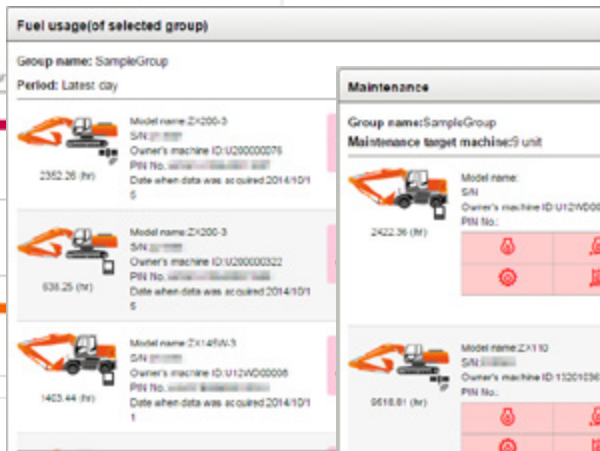 Fuel usage(of selected group)
Group name: SampleGroup
Period: Latest day
Model name:ZX200-3
S/N
Owner's machine ID:U200000076
PIN No.
Date when data was acquired:2014/10/1
5
2352.26 (hr)
Model name:ZX200-3
S/N
Owner's machine ID:U200000322
PIN No.
Date when data was acquired:2014/10/1
5
636.25 (hr)
Model name:ZX145W-3
S/N
Owner's machine ID:U12WD00006
PIN No.
Date when data was acquired:2014/10/1
1
1403.44 (hr)
Maintenance
Group name:SampleGroup
Maintenance target machine:9 unit
Model name:
S/N
Owner's machine ID:U12WD00
PIN No.:
2422.36 (hr)
Model name:ZX110
S/N
Owner's machine ID:13201036
PIN No.:
9518.81 (hr)